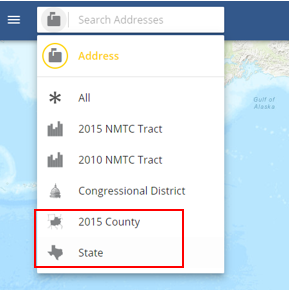 Search Addresses
Address
All
2015 NMTC Tract
2010 NMTC Tract
Congressional District
2015 County
State
Gulf of
Alaska